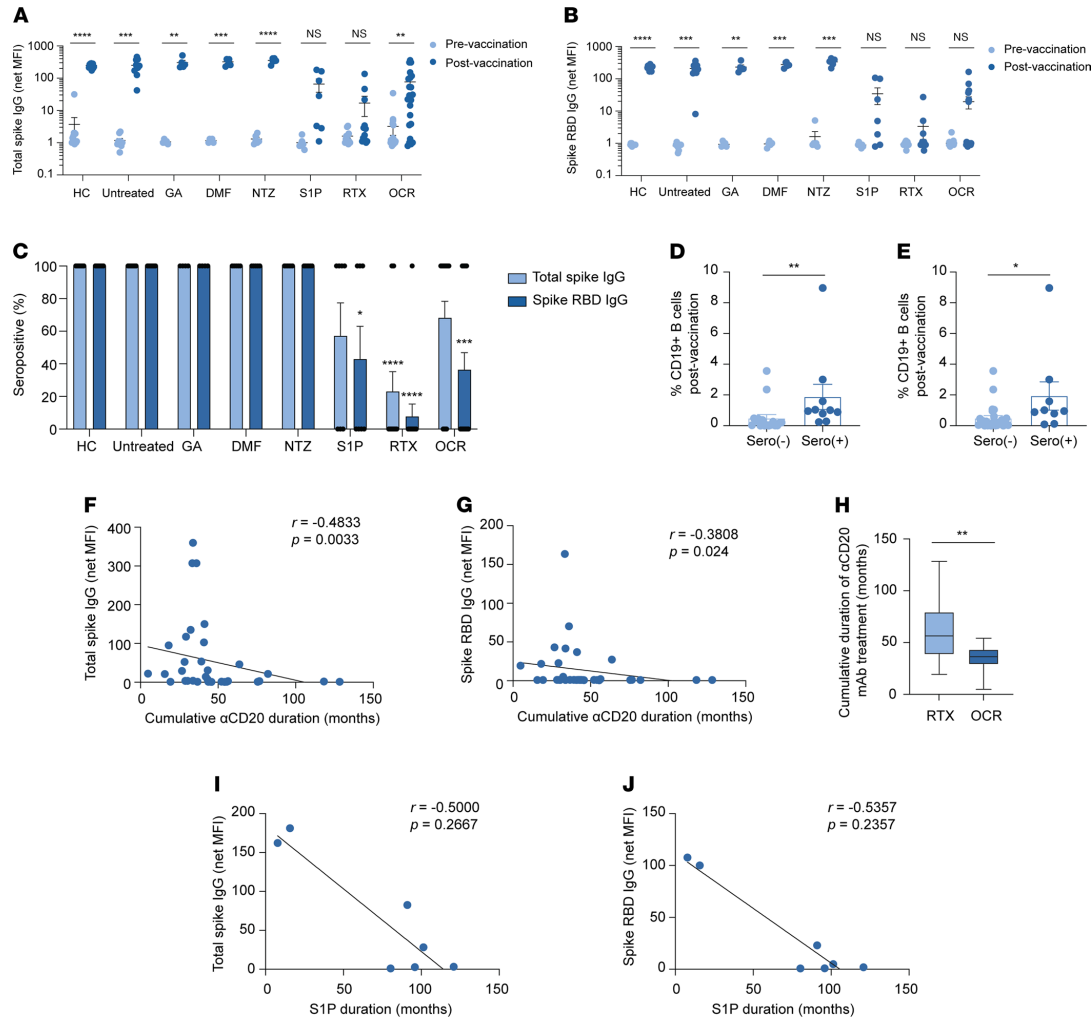 A
Total spike IgG (net MFI)
1000
100
10
1
0.1
**** *** ** *** **** NS NS **
Pre-vaccination
Post-vaccination
HC Untreated GA DMF NTZ S1P RTX OCR
B
Spike RBD IgG (net MFI)
1000
100
10
1
0.1
**** *** ** *** *** NS NS NS
Pre-vaccination
Post-vaccination
HC Untreated GA DMF NTZ S1P RTX OCR
C
Seropositive (%)
100
80
60
40
20
0
* **** **** ***
HC Untreated GA DMF NTZ S1P RTX OCR
Total spike IgG
Spike RBD IgG
D
% CD19+ B cells
post-vaccination
10
8
6
4
2
0
**
Sero(-) Sero(+)
E
% CD19+ B cells
post-vaccination
10
8
6
4
2
0
*
Sero(-) Sero(+)
F
Total spike IgG (net MFI)
400
300
200
100
0
r = -0.4833
p = 0.0033
0 50 100 150
Cumulative αCD20 duration (months)
G
Spike RBD IgG (net MFI)
200
150
100
50
0
r = -0.3808
p = 0.024
0 50 100 150
Cumulative αCD20 duration (months)
H
Cumulative duration of αCD20
mAb treatment (months)
150
100
50
0
**
RTX OCR
I
Total spike IgG (net MFI)
200
150
100
50
0
r = -0.5000
p = 0.2667
0 50 100 150
S1P duration (months)
J
Spike RBD IgG (net MFI)
150
100
50
0
r = -0.5357
p = 0.2357
0 50 100 150
S1P duration (months)